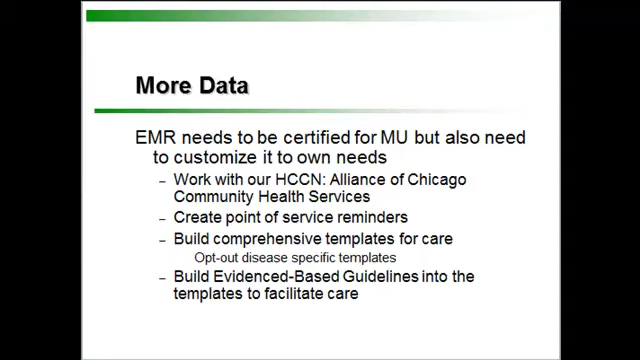 More Data
EMR needs to be certified for MU but also need
to customize it to own needs
– Work with our HCCN: Alliance of Chicago
Community Health Services
– Create point of service reminders
– Build comprehensive templates for care
Opt-out disease specific templates
– Build Evidenced-Based Guidelines into the
templates to facilitate care